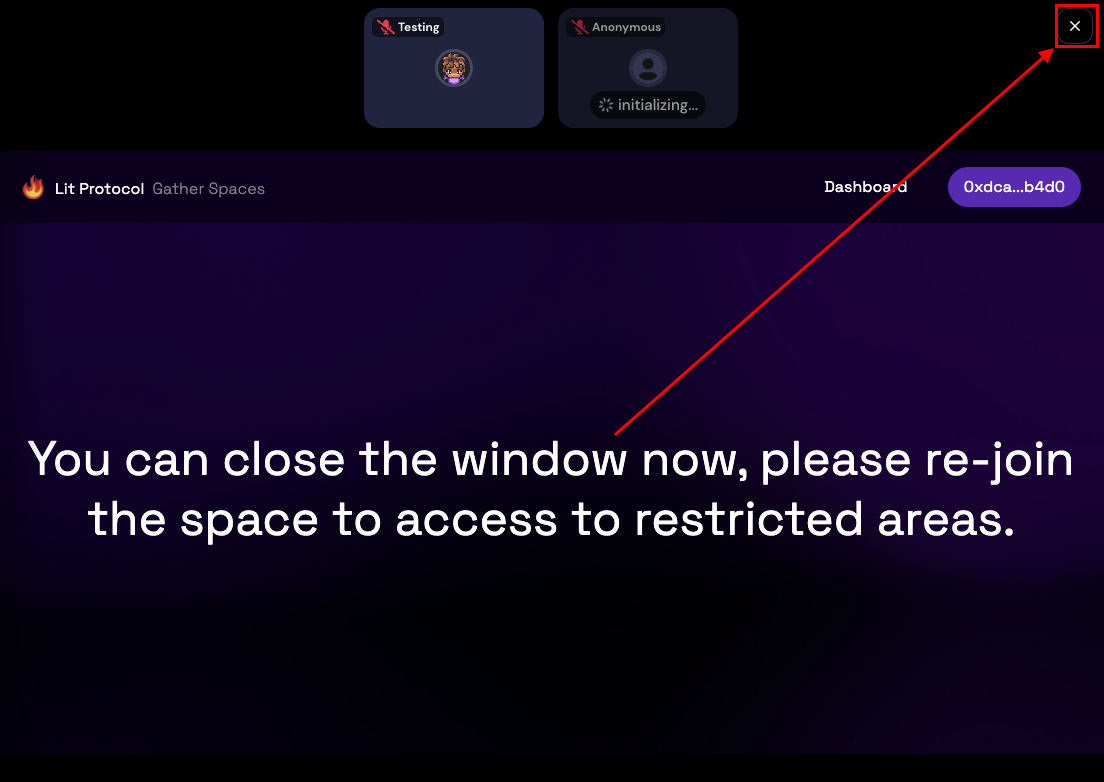 Testing
Anonymous
initializing...
Lit Protocol Gather Spaces
Dashboard
0xdca...b4d0
You can close the window now, please re-join
the space to access to restricted areas.